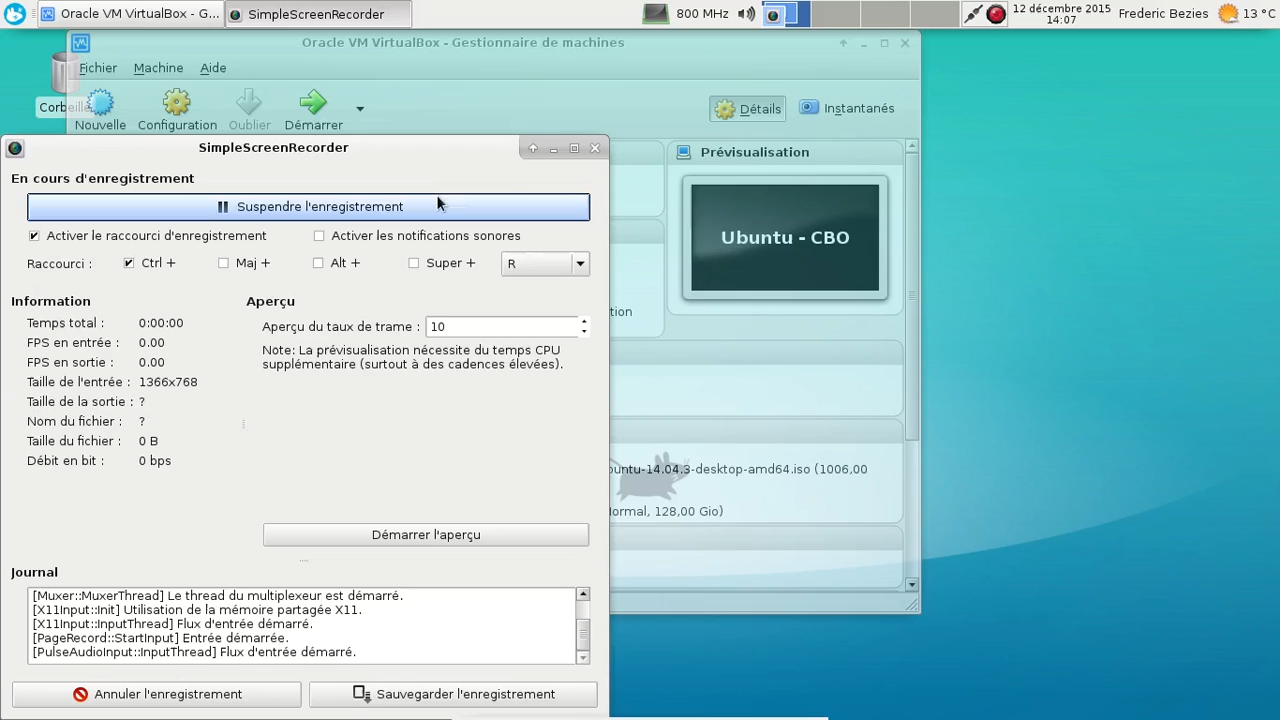 Oracle VM VirtualBox - G...
SimpleScreenRecorder
800 MHz
12 décembre 2015
14:07
Frederic Bezies
13 °C
Oracle VM VirtualBox - Gestionnaire de machines
Fichier
Machine
Aide
Corbeille
Nouvelle
Configuration
Oublier
Démarrer
Détails
Instantanés
Prévisualisation
Ubuntu - CBO
tion
buntu-14.04.3-desktop-amd64.iso (1006,00
ormal, 128,00 Gio)
SimpleScreenRecorder
En cours d'enregistrement
Suspendre l'enregistrement
Activer le raccourci d'enregistrement
Activer les notifications sonores
Raccourci :
Ctrl +
Maj +
Alt +
Super +
R
Information
Temps total : 0:00:00
FPS en entrée : 0.00
FPS en sortie : 0.00
Taille de l'entrée : 1366x768
Taille de la sortie : ?
Nom du fichier : ?
Taille du fichier : 0 B
Débit en bit : 0 bps
Aperçu
Aperçu du taux de trame : 10
Note: La prévisualisation nécessite du temps CPU
supplémentaire (surtout à des cadences élevées).
Démarrer l'aperçu
Journal
[Muxer::MuxerThread] Le thread du multiplexeur est démarré.
[X11Input::Init] Utilisation de la mémoire partagée X11.
[X11Input::InputThread] Flux d'entrée démarré.
[PageRecord::StartInput] Entrée démarrée.
[PulseAudioInput::InputThread] Flux d'entrée démarré.
Annuler l'enregistrement
Sauvegarder l'enregistrement